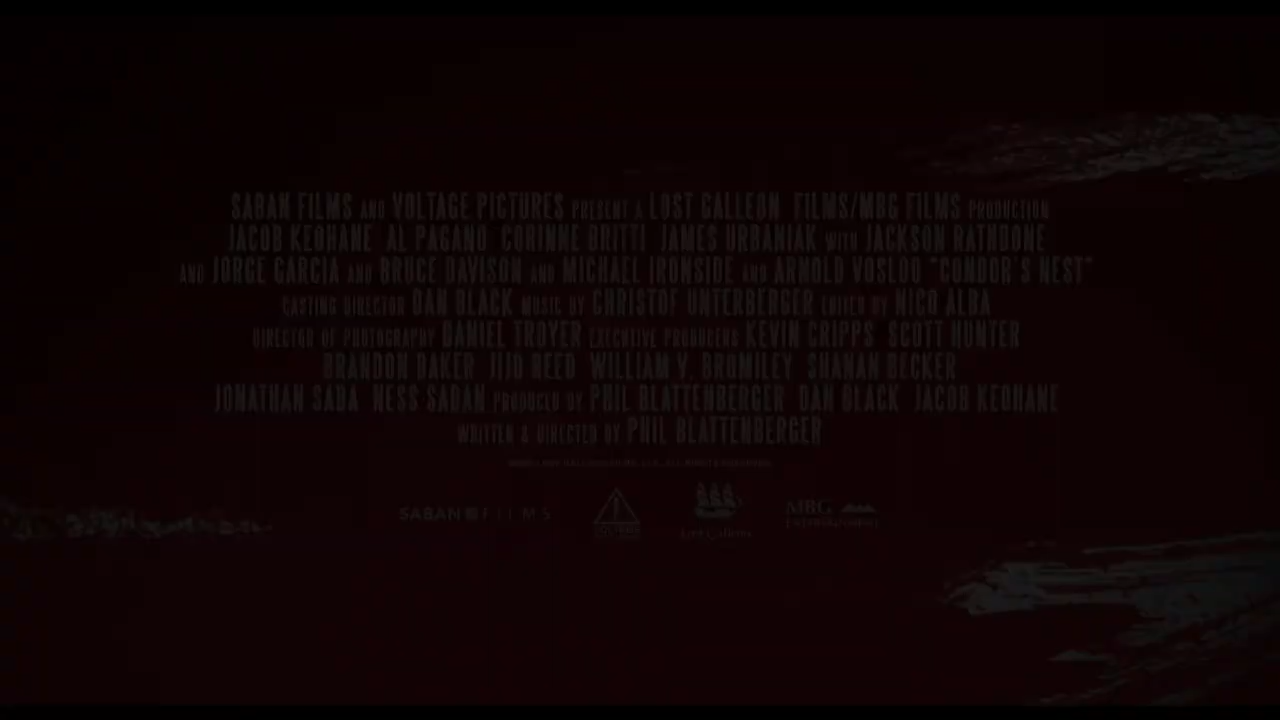 SABAN FILMS AND VOLTAGE PICTURES PRESENT A LOST GALLEON FILMS/MBG FILMS PRODUCTION
JACOB KEOHANE AL PAGANO CORINNE BRITTI JAMES URBANIAK WITH JACKSON RATHBONE
AND JORGE GARCIA AND BRUCE DAVISON AND MICHAEL IRONSIDE AND ARNOLD VOSLOO "CONDOR'S NEST"
CASTING DIRECTOR DAN BLACK MUSIC BY CHRISTOF UNTERBERGER EDITED BY NICO ALBA
DIRECTOR OF PHOTOGRAPHY DANIEL TROYER EXECUTIVE PRODUCERS KEVIN CRIPPS SCOTT HUNTER
BRANDON BAKER REED WILLIAM V. BROMILEY SHANAN BECKER
JONATHAN SABA NESS SABAN PRODUCED BY PHIL BLATTENBERGER DAN BLACK JACOB KEOHANE
WRITTEN & DIRECTED BY PHIL BLATTENBERGER
SABAN FILMS
Lost Galleon
MBG